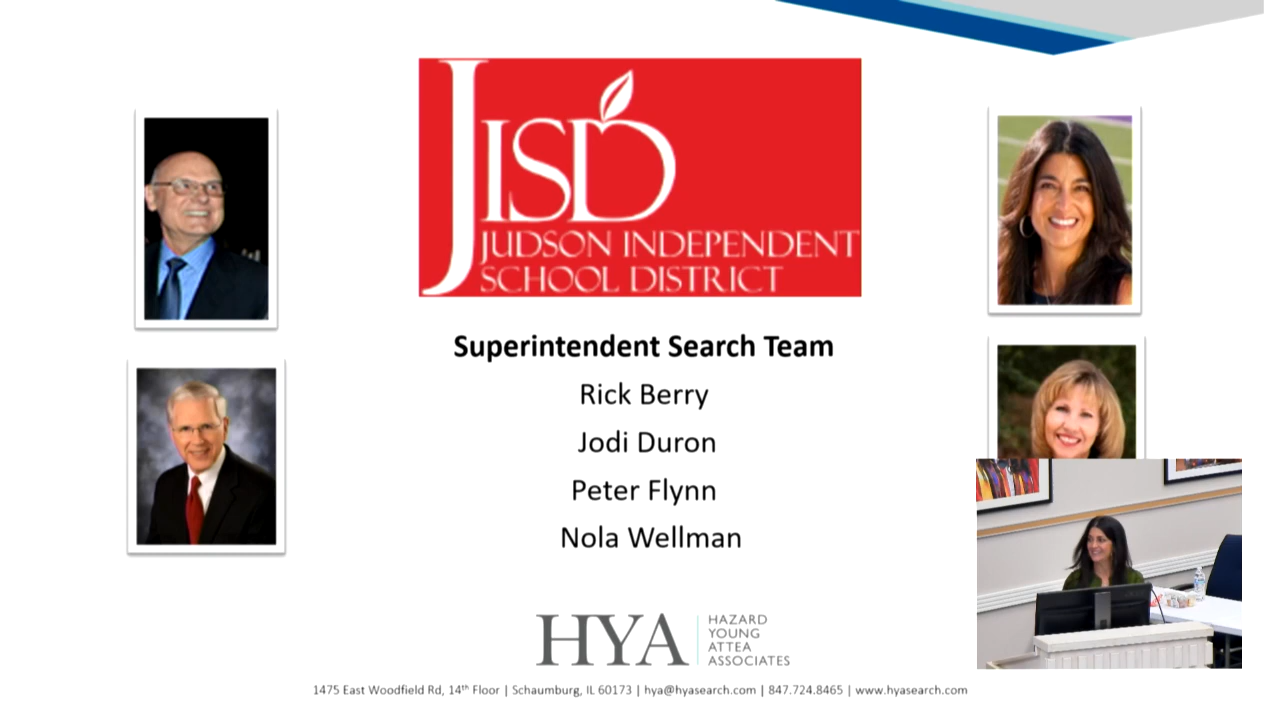 JISD
JUDSON INDEPENDENT
SCHOOL DISTRICT
Superintendent Search Team
Rick Berry
Jodi Duron
Peter Flynn
Nola Wellman
HYA
HAZARD
YOUNG
ATTEA
ASSOCIATES
1475 East Woodfield Rd, 14th Floor | Schaumburg, IL 60173 | hya@hyasearch.com | 847.724.8465 | www.hyasearch.com